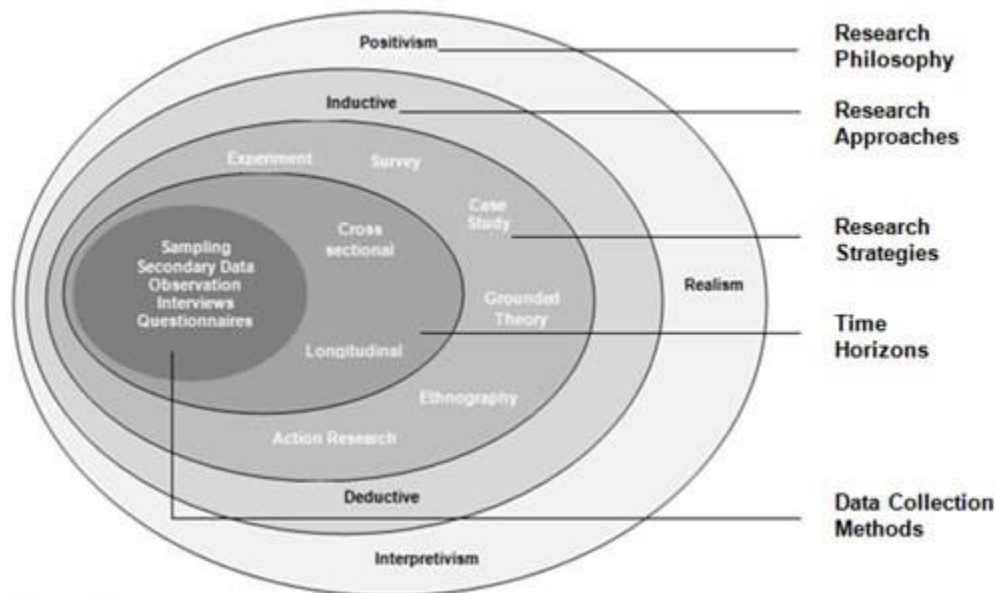 Positivism
Research
Philosophy
Inductive
Research
Approaches
Experiment
Survey
Case
Study
Cross
sectional
Research
Strategies
Sampling
Secondary Data
Observation
Interviews
Questionnaires
Realism
Grounded
Theory
Time
Horizons
Longitudinal
Ethnography
Action Research
Deductive
Data Collection
Methods
Interpretivism